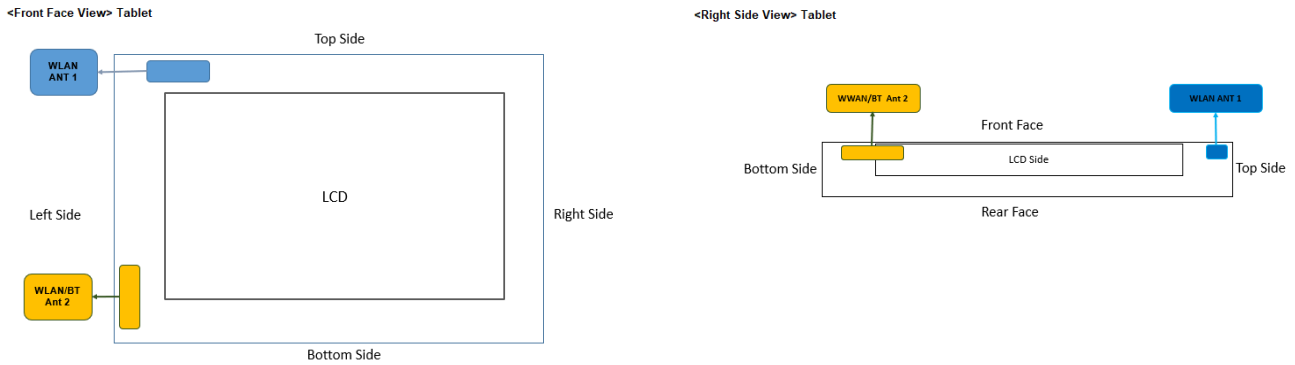 <Front Face View> Tablet
Top Side
WLAN
ANT 1
LCD
Left Side
Right Side
WLAN/BT
Ant 2
Bottom Side
<Right Side View> Tablet
WWAN/BT Ant 2
WLAN ANT 1
Front Face
LCD Side
Bottom Side
Top Side
Rear Face